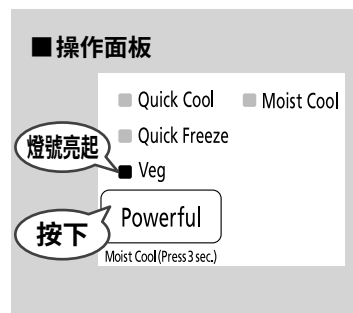 ■操作面板
Quick Cool Moist Cool
Quick Freeze
燈號亮起
Veg
按下
Powerful
Moist Cool (Press 3 sec.)